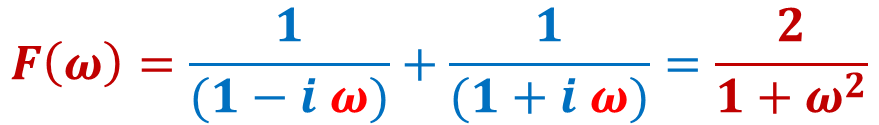 F(ω) = 1/(1 − i ω) + 1/(1 + i ω) = 2/(1 + ω²)